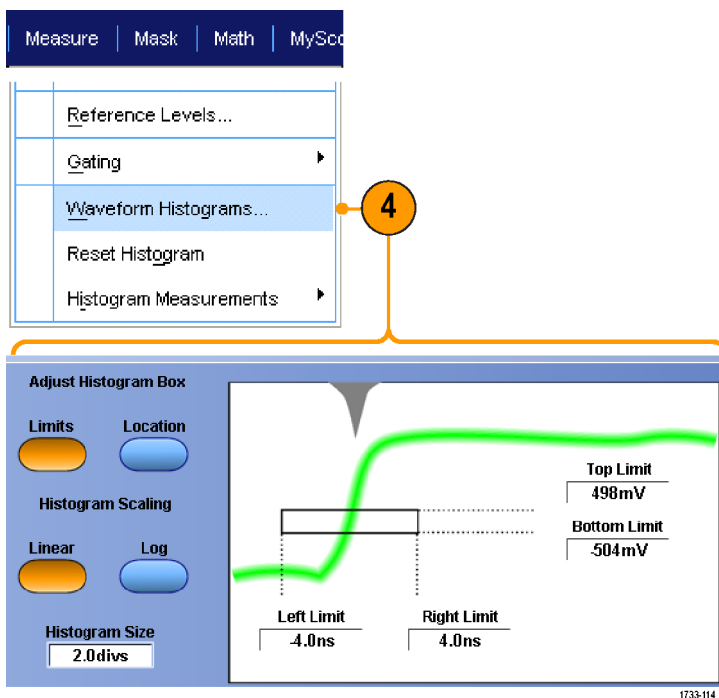 Measure Mask Math MySco
Reference Levels...
Gating
Waveform Histograms...
4
Reset Histogram
Histogram Measurements
Adjust Histogram Box
Limits Location
Histogram Scaling
Linear Log
Histogram Size
2.0divs
Top Limit
498mV
Bottom Limit
-504mV
Left Limit Right Limit
-4.0ns 4.0ns
1733-114